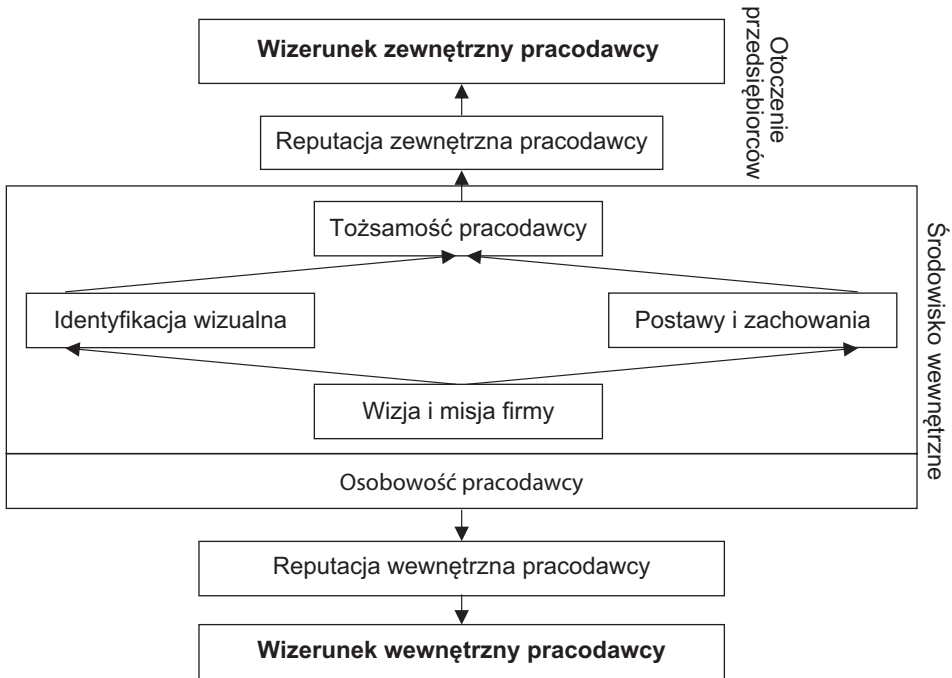 Wizerunek zewnętrzny pracodawcy
Otoczenie
przedsiębiorców
Reputacja zewnętrzna pracodawcy
Tożsamość pracodawcy
Identyfikacja wizualna
Postawy i zachowania
Wizja i misja firmy
Środowisko wewnętrzne
Osobowość pracodawcy
Reputacja wewnętrzna pracodawcy
Wizerunek wewnętrzny pracodawcy